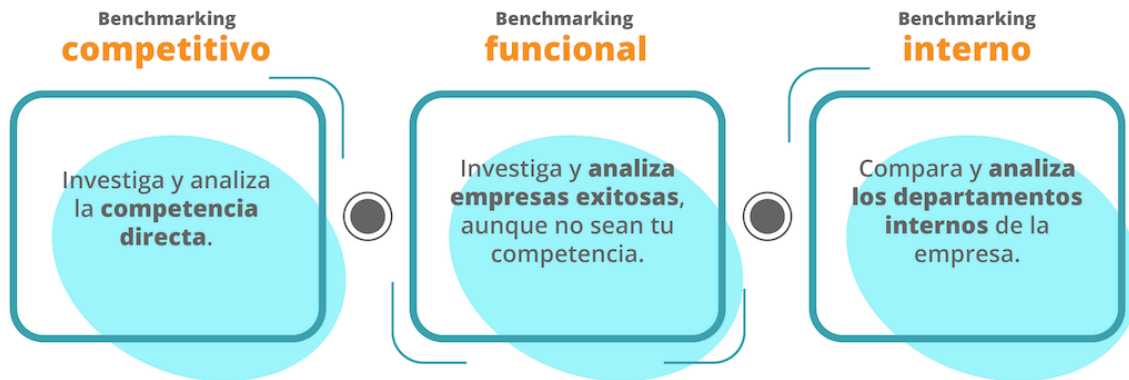 Benchmarking
competitivo
Investiga y analiza
la competencia
directa.
Benchmarking
funcional
Investiga y analiza
empresas exitosas,
aunque no sean tu
competencia.
Benchmarking
interno
Compara y analiza
los departamentos
internos de la
empresa.